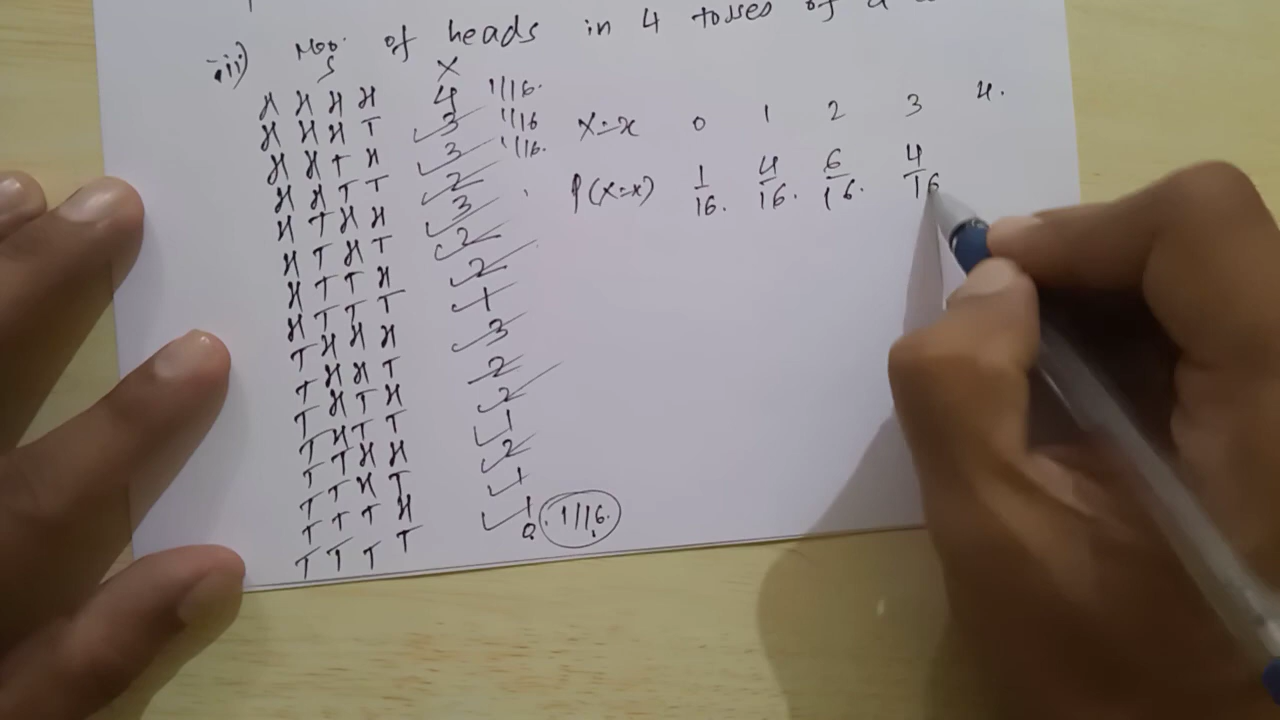 iii) Noo. of heads in 4 tosses of a
S X
H H H H 4 1/16.
H H H T 3 1/16
H H T H 3 1/16.
H H T T 2
H T H H 3
H T H T 2
H T T H 2
H T T T 1
T H H H 3
T H H T 2
T H T H 2
T H T T 1
T T H H 2
T T H T 1
T T T H 1
T T T T 0 1/16.
X=x 0 1 2 3 4.
P(X=x) 1/16. 4/16. 6/16. 4/16